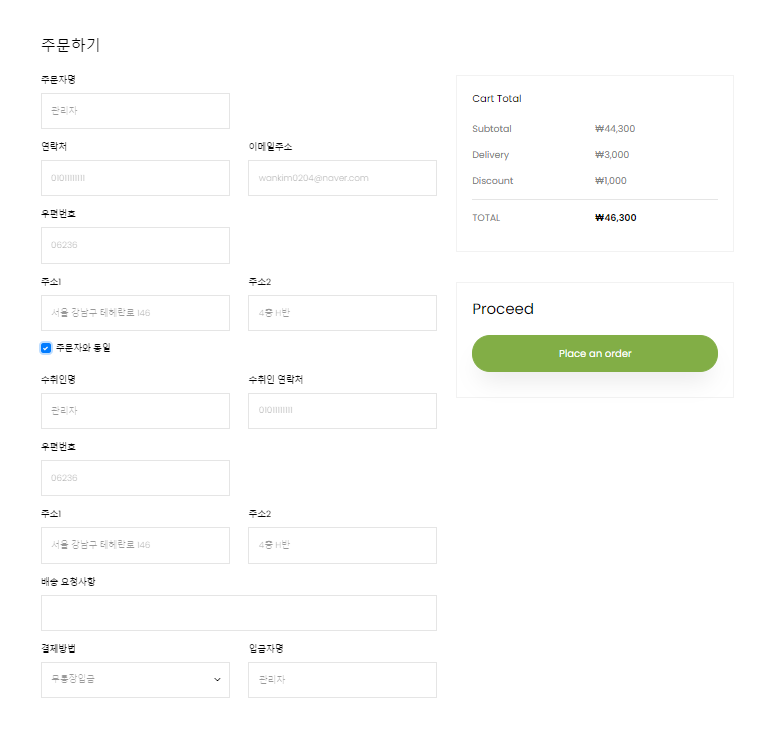 주문하기
주문자명
관리자
연락처
이메일주소
01011111111
wankim0204@naver.com
우편번호
06236
주소1
주소2
서울 강남구 테헤란로 146
4층 H반
주문자와 동일
수취인명
수취인 연락처
관리자
01011111111
우편번호
06236
주소1
주소2
서울 강남구 테헤란로 146
4층 H반
배송 요청사항
결제방법
입금자명
무통장입금
관리자
Cart Total
Subtotal ₩44,300
Delivery ₩3,000
Discount ₩1,000
TOTAL ₩46,300
Proceed
Place an order